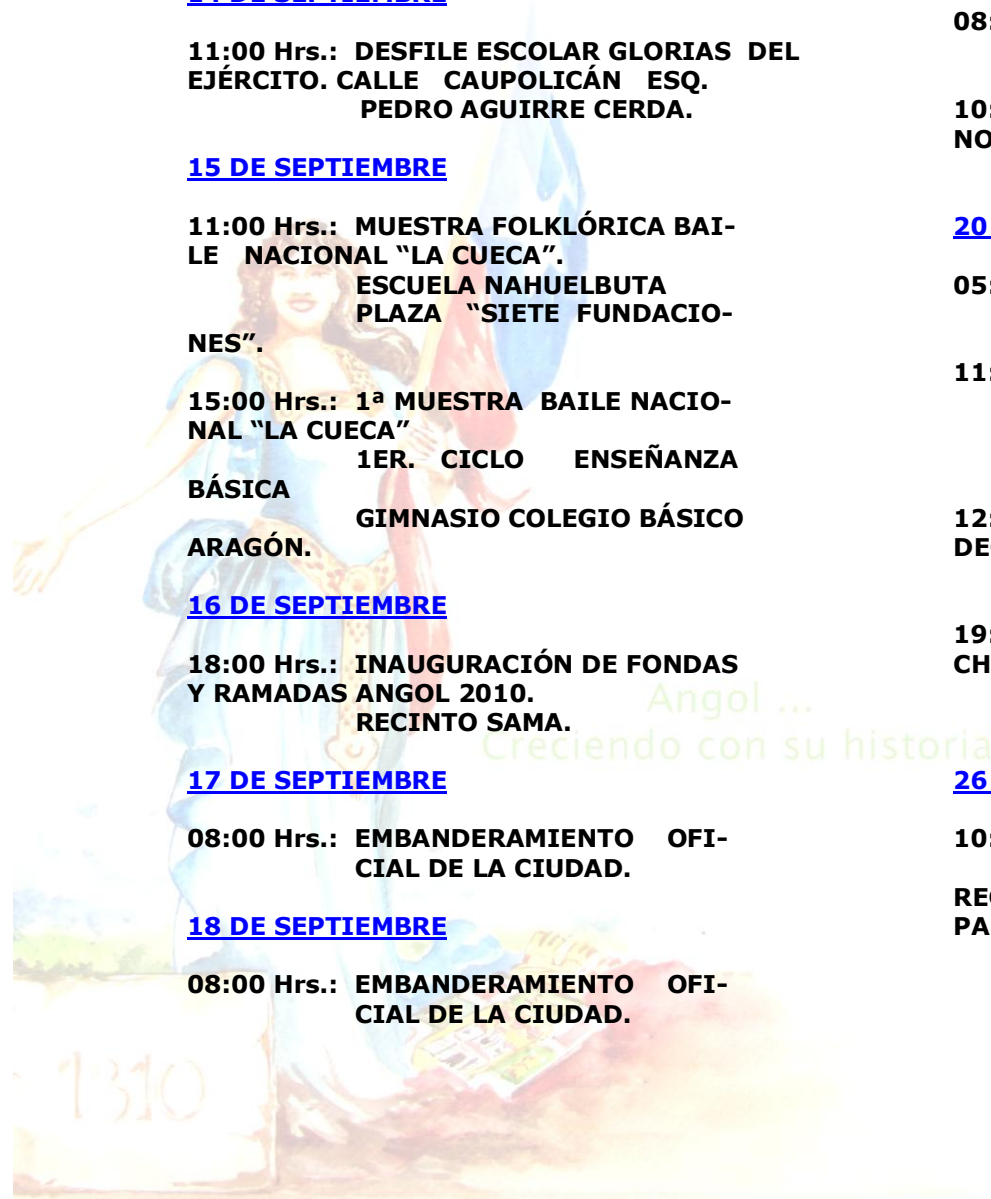 11:00 Hrs.: DESFILE ESCOLAR GLORIAS DEL
EJÉRCITO. CALLE CAUPOLICÁN ESQ.
PEDRO AGUIRRE CERDA.
15 DE SEPTIEMBRE
11:00 Hrs.: MUESTRA FOLKLÓRICA BAI-
LE NACIONAL “LA CUECA”.
ESCUELA NAHUELBUTA
PLAZA “SIETE FUNDACIO-
NES”.
15:00 Hrs.: 1ª MUESTRA BAILE NACIO-
NAL “LA CUECA”
1ER. CICLO ENSEÑANZA
BÁSICA
GIMNASIO COLEGIO BÁSICO
ARAGÓN.
16 DE SEPTIEMBRE
18:00 Hrs.: INAUGURACIÓN DE FONDAS
Y RAMADAS ANGOL 2010.
RECINTO SAMA.
17 DE SEPTIEMBRE
08:00 Hrs.: EMBANDERAMIENTO OFI-
CIAL DE LA CIUDAD.
18 DE SEPTIEMBRE
08:00 Hrs.: EMBANDERAMIENTO OFI-
CIAL DE LA CIUDAD.
Angol ...
Creciendo con su historia
20
26